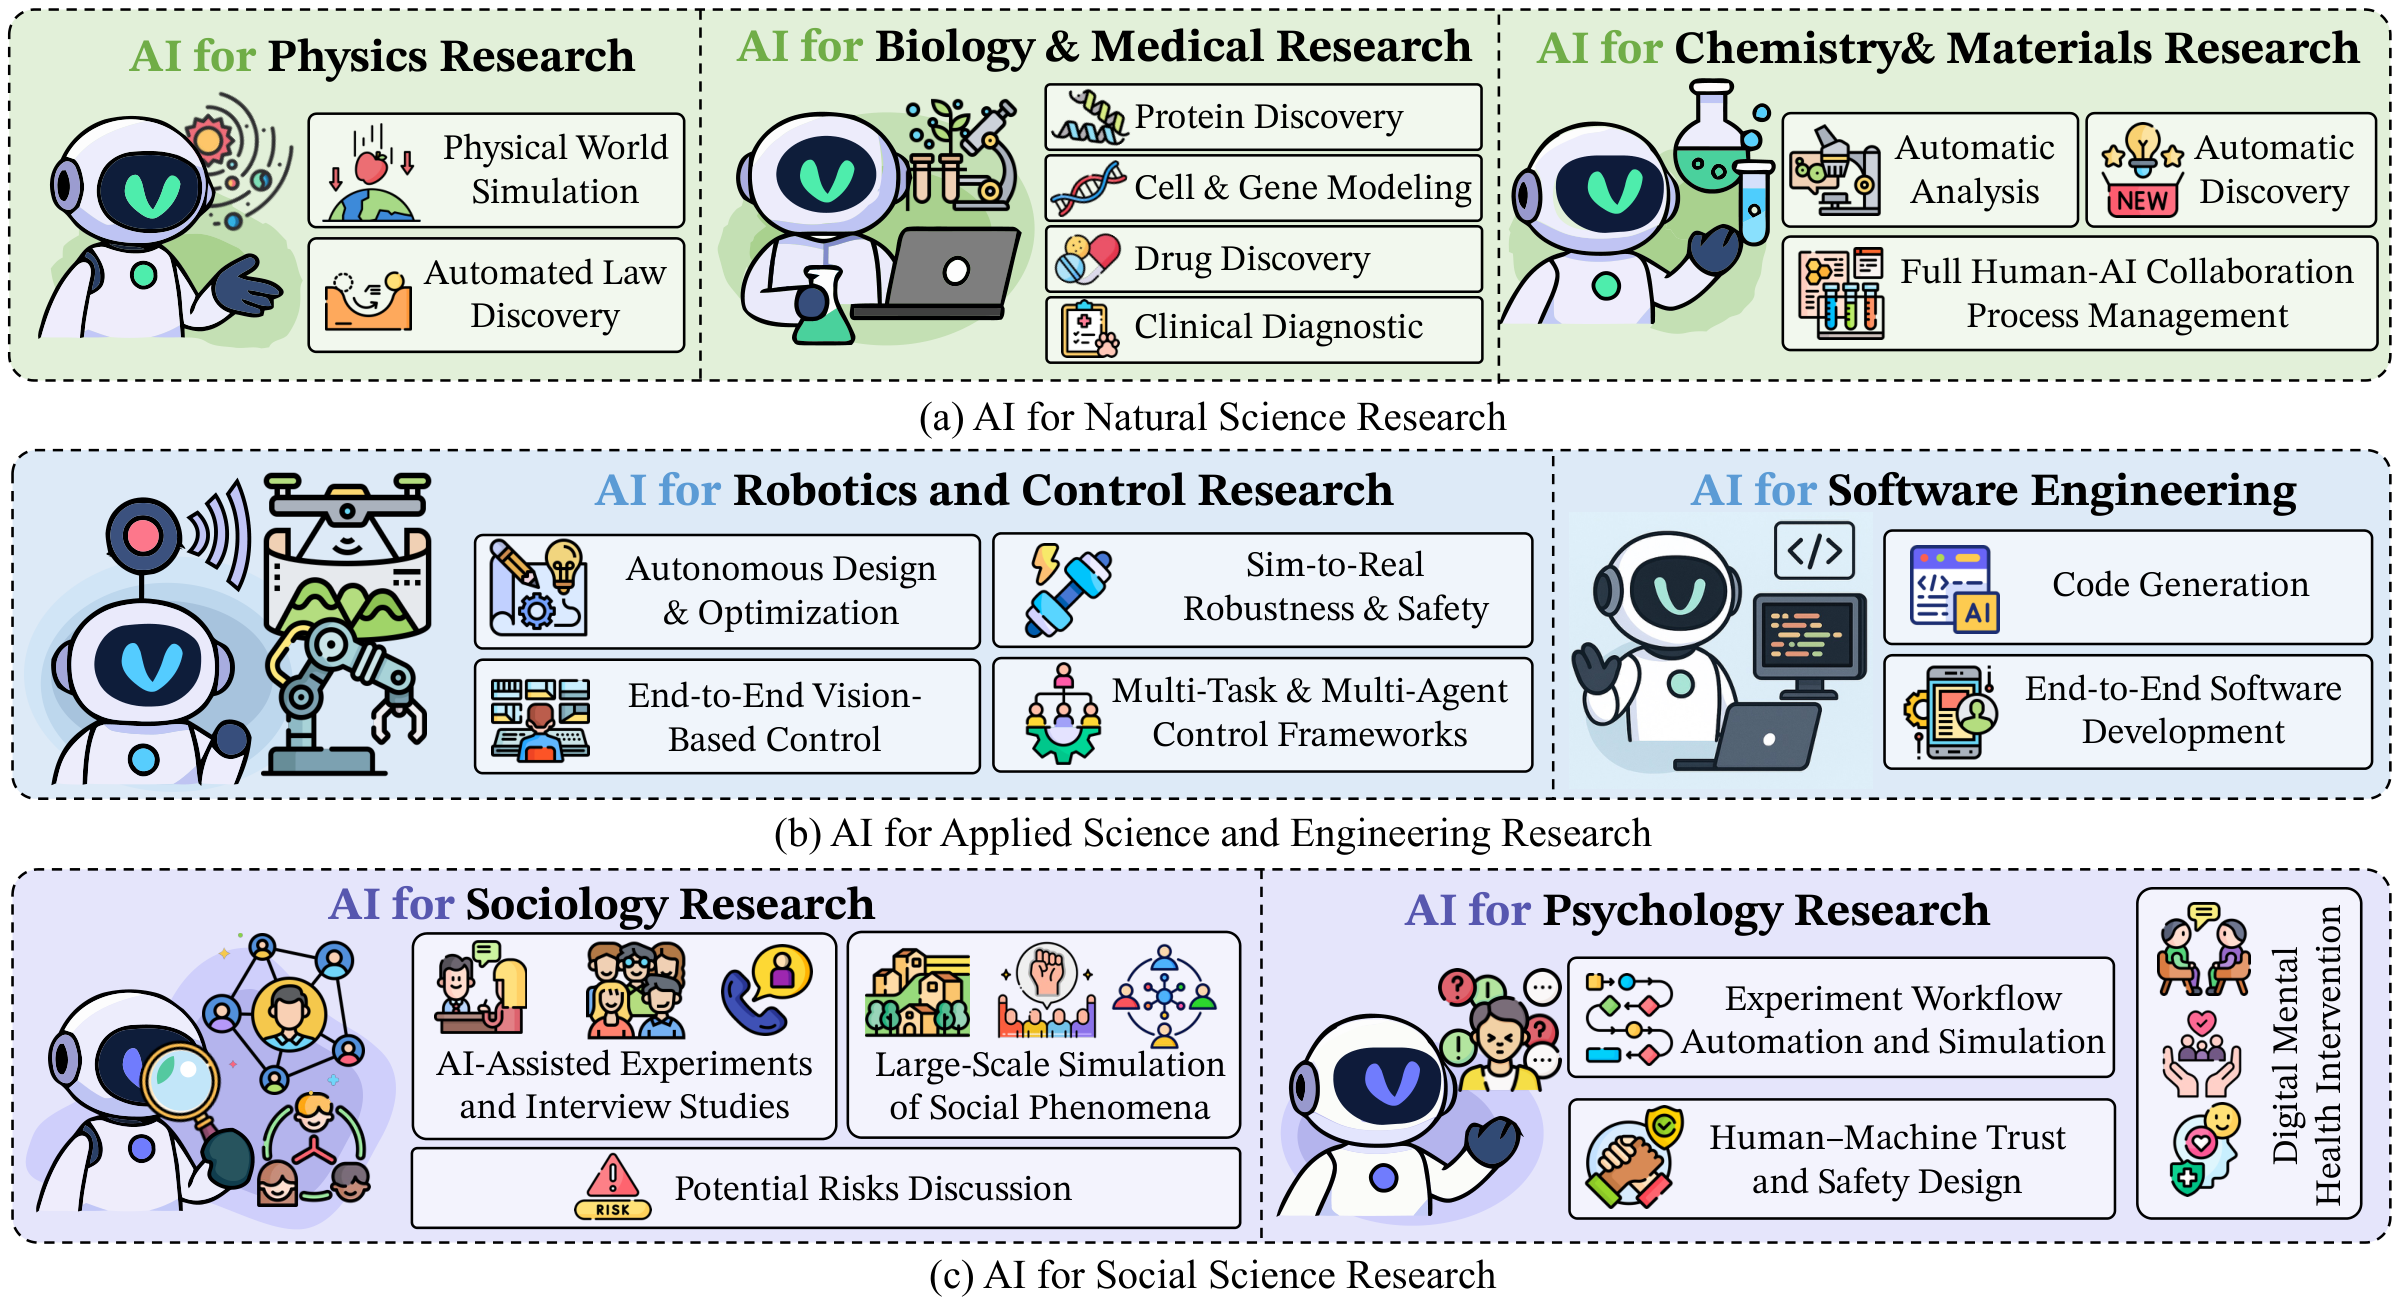 AI for Physics Research
Physical World
Simulation
Automated Law
Discovery
AI for Biology & Medical Research
Protein Discovery
Cell & Gene Modeling
Drug Discovery
Clinical Diagnostic
AI for Chemistry& Materials Research
Automatic
Analysis
NEW
Automatic
Discovery
Full Human-AI Collaboration
Process Management
(a) AI for Natural Science Research
AI for Robotics and Control Research
Autonomous Design
& Optimization
Sim-to-Real
Robustness & Safety
End-to-End Vision-
Based Control
Multi-Task & Multi-Agent
Control Frameworks
AI for Software Engineering
</>
</>
AI
Code Generation
End-to-End Software
Development
(b) AI for Applied Science and Engineering Research
AI for Sociology Research
AI-Assisted Experiments
and Interview Studies
Large-Scale Simulation
of Social Phenomena
RISK
Potential Risks Discussion
AI for Psychology Research
Experiment Workflow
Automation and Simulation
Human–Machine Trust
and Safety Design
Digital Mental
Health Intervention
(c) AI for Social Science Research